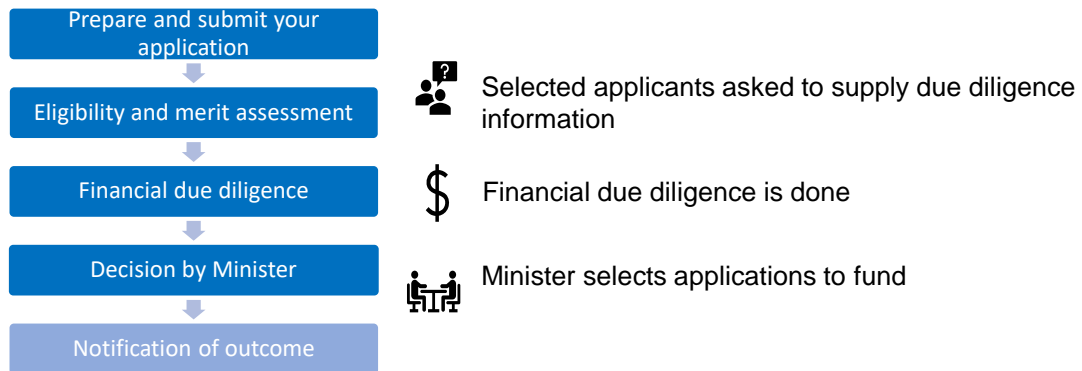 Prepare and submit your
application
Eligibility and merit assessment
Financial due diligence
Decision by Minister
Notification of outcome
?
Selected applicants asked to supply due diligence
information
$
Financial due diligence is done
Minister selects applications to fund